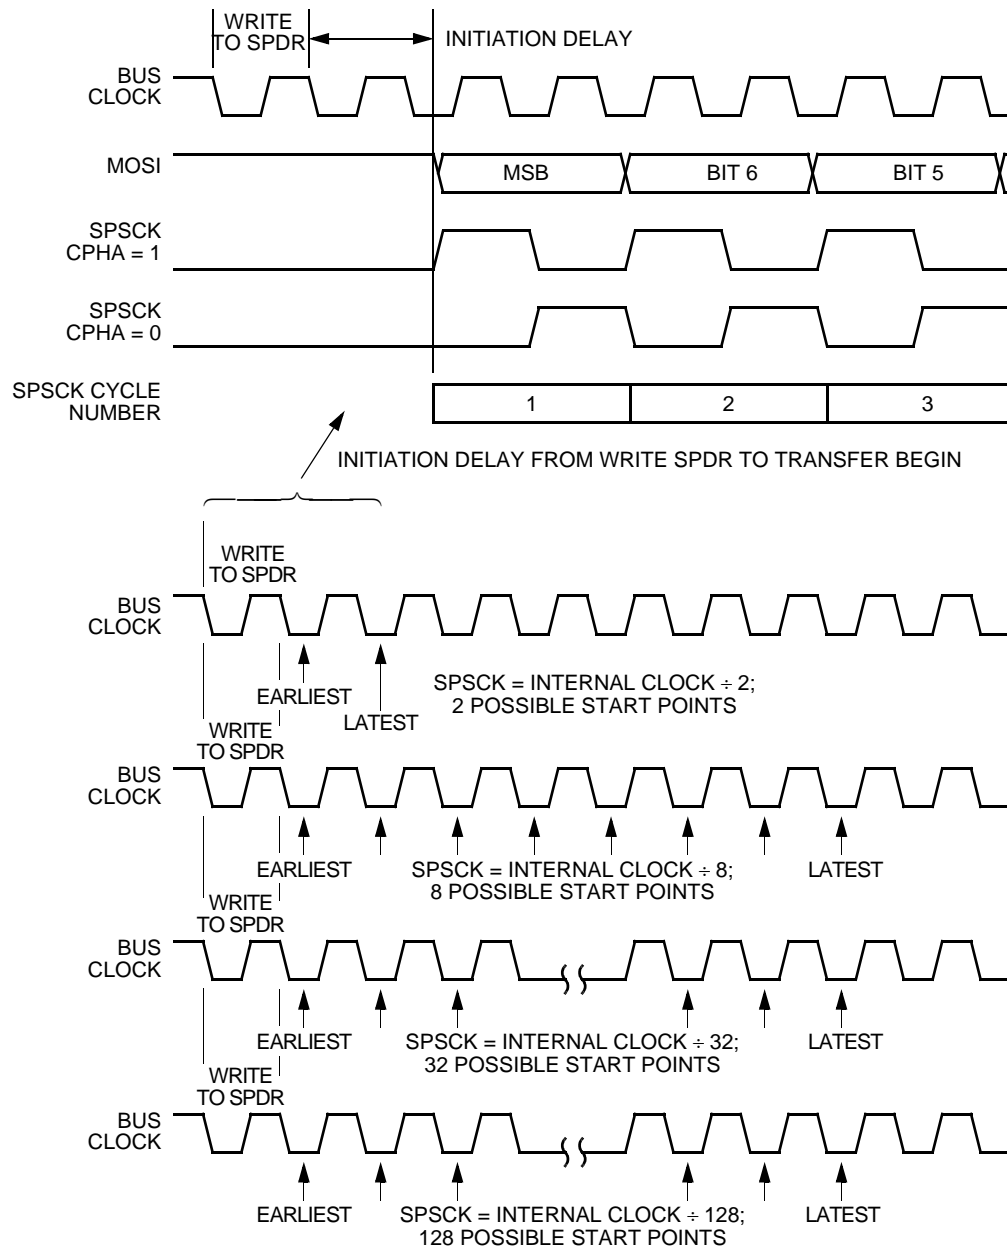 WRITE
TO SPDR
INITIATION DELAY
BUS
CLOCK
MOSI
MSB
BIT 6
BIT 5
SPSCK
CPHA = 1
SPSCK
CPHA = 0
SPSCK CYCLE
NUMBER
1
2
3
INITIATION DELAY FROM WRITE SPDR TO TRANSFER BEGIN
WRITE
TO SPDR
BUS
CLOCK
EARLIEST
LATEST
SPSCK = INTERNAL CLOCK ÷ 2;
2 POSSIBLE START POINTS
WRITE
TO SPDR
BUS
CLOCK
EARLIEST
SPSCK = INTERNAL CLOCK ÷ 8;
8 POSSIBLE START POINTS
LATEST
WRITE
TO SPDR
BUS
CLOCK
EARLIEST
SPSCK = INTERNAL CLOCK ÷ 32;
32 POSSIBLE START POINTS
LATEST
WRITE
TO SPDR
BUS
CLOCK
EARLIEST
SPSCK = INTERNAL CLOCK ÷ 128;
128 POSSIBLE START POINTS
LATEST